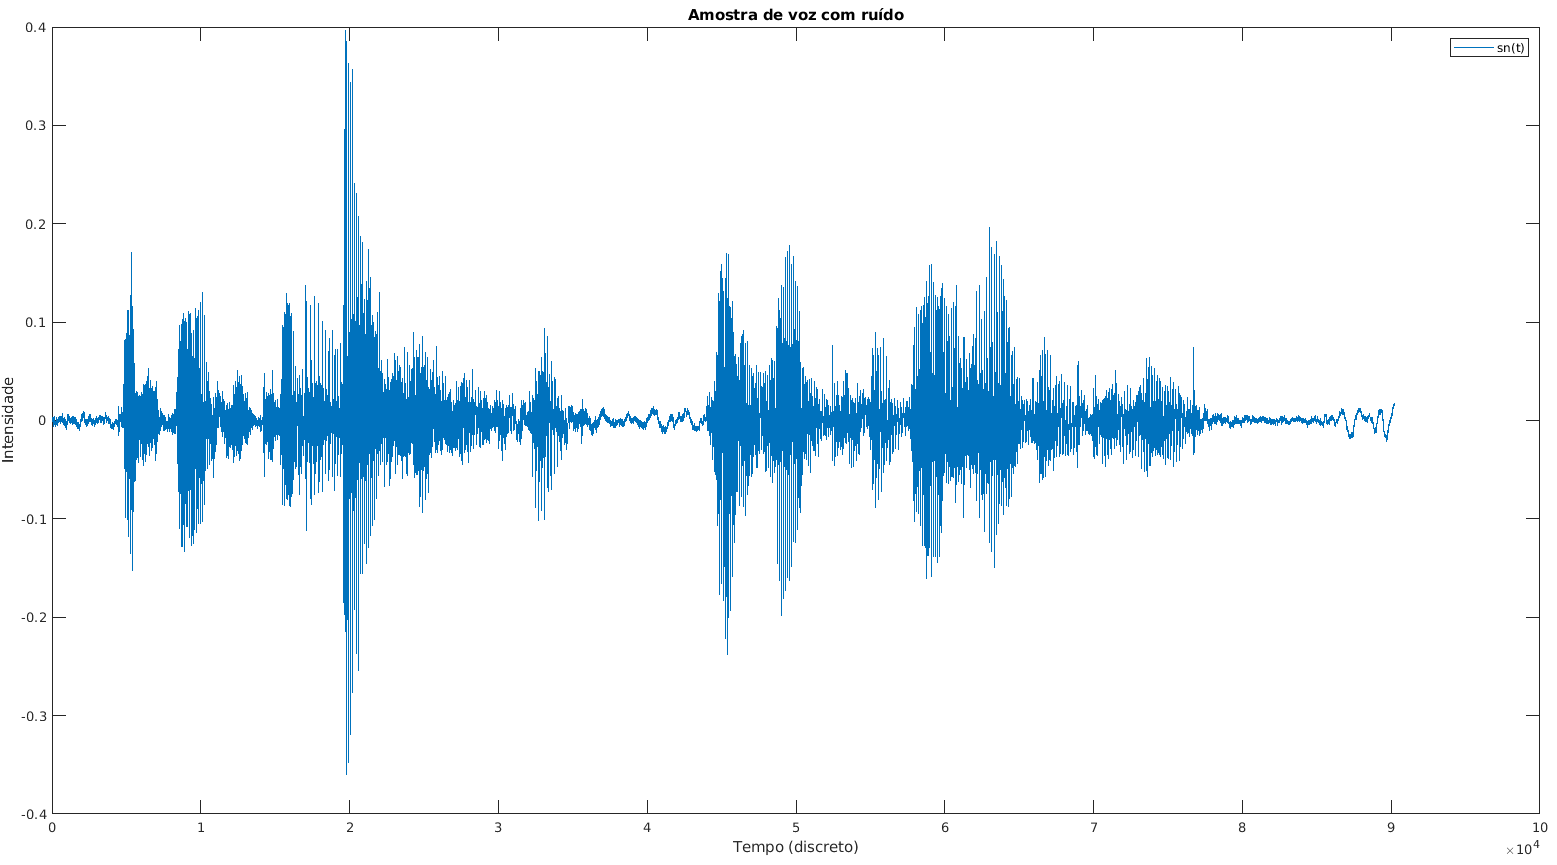 Amostra de voz com ruído
sn(t)
Intensidade
0.4
0.3
0.2
0.1
0
-0.1
-0.2
-0.3
-0.4
0 1 2 3 4 5 6 7 8 9 10
Tempo (discreto)
×10⁴